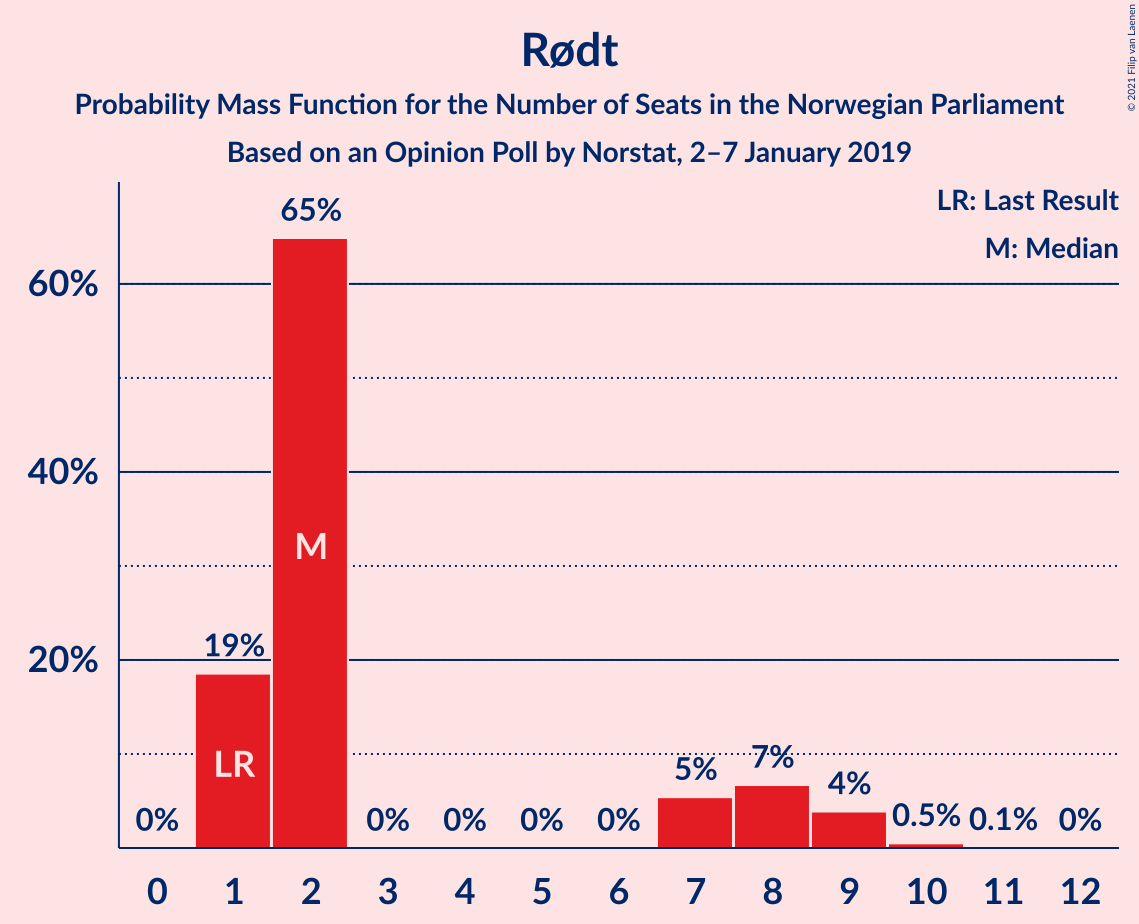 Rødt
Probability Mass Function for the Number of Seats in the Norwegian Parliament
Based on an Opinion Poll by Norstat, 2–7 January 2019
© 2021 Filip van Laenen
LR: Last Result
M: Median
60%
40%
20%
0%
19%
65%
0%
0%
0%
0%
5%
7%
4%
0.5%
0.1%
0%
LR
M
0 1 2 3 4 5 6 7 8 9 10 11 12